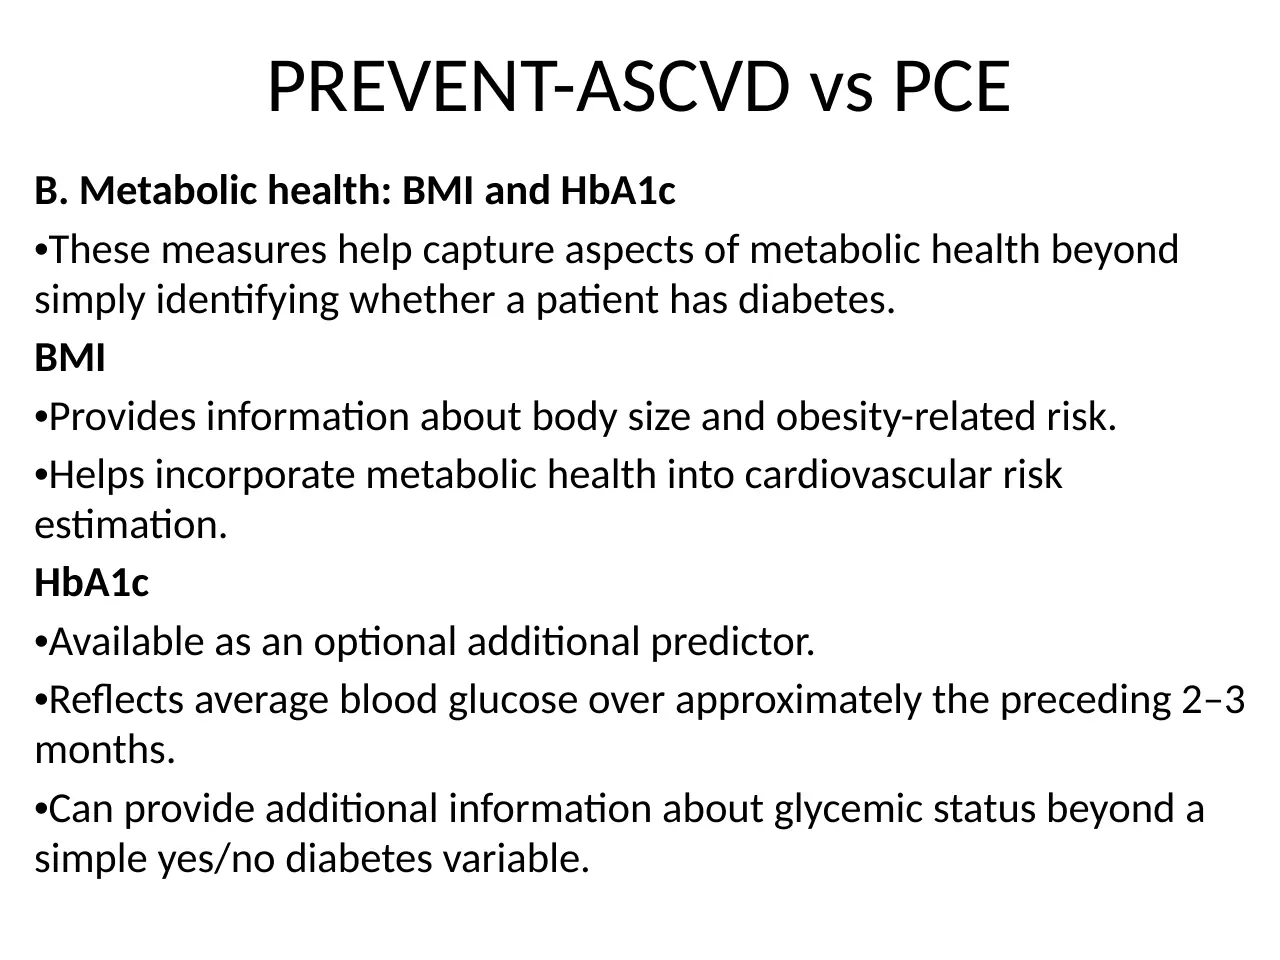 PREVENT-ASCVD vs PCE
B. Metabolic health: BMI and HbA1c
•These measures help capture aspects of metabolic health beyond
simply identifying whether a patient has diabetes.
BMI
•Provides information about body size and obesity-related risk.
•Helps incorporate metabolic health into cardiovascular risk
estimation.
HbA1c
•Available as an optional additional predictor.
•Reflects average blood glucose over approximately the preceding 2–3
months.
•Can provide additional information about glycemic status beyond a
simple yes/no diabetes variable.